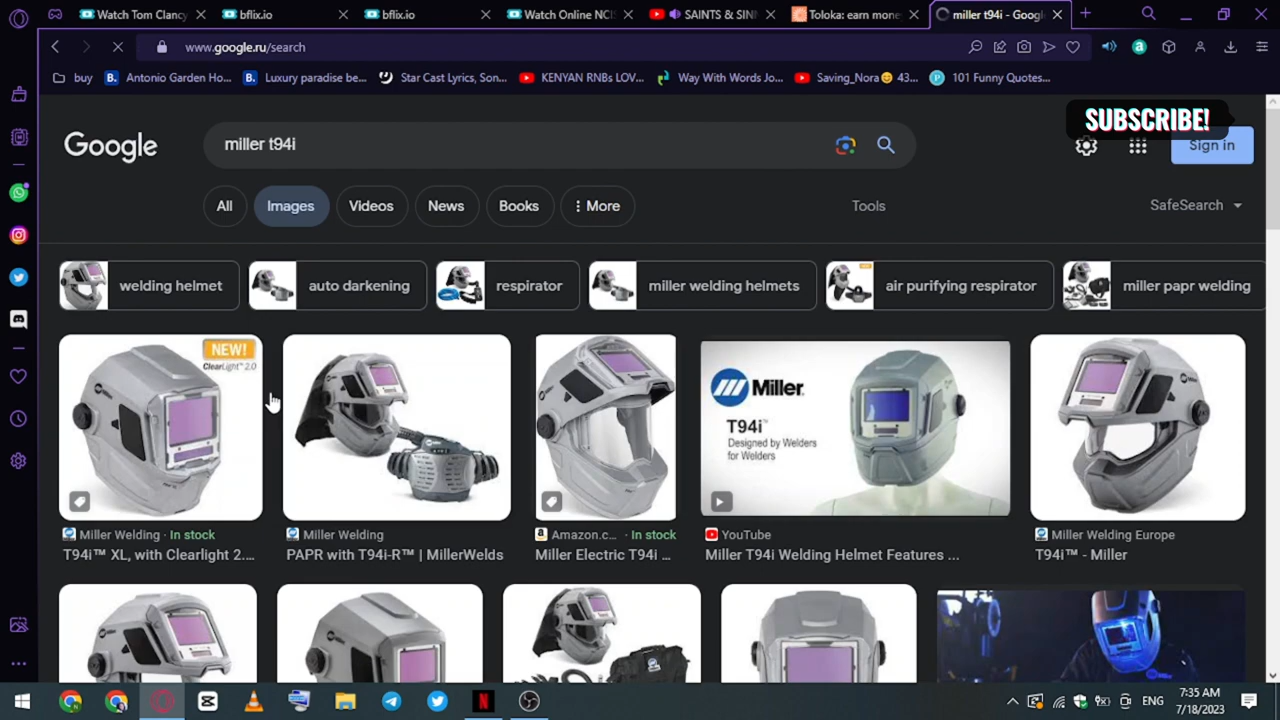 Watch Tom Clancy
bflix.io
bflix.io
Watch Online NCIS
SAINTS & SINN
Toloka: earn mone
miller t94i - Googl
www.google.ru/search
buy
Antonio Garden Ho...
Luxury paradise be...
Star Cast Lyrics, Son...
KENYAN RNBs LOV...
Way With Words Jo...
Saving_Nora😊 43...
101 Funny Quotes...
SUBSCRIBE!
Google
miller t94i
Sign in
All
Images
Videos
News
Books
More
Tools
SafeSearch
welding helmet
auto darkening
respirator
miller welding helmets
air purifying respirator
miller papr welding
NEW!
ClearLight™ 2.0
Miller.
T94i™
Designed by Welders
for Welders
Miller Welding · In stock
T94i™ XL, with Clearlight 2....
Miller Welding
PAPR with T94i-R™ | MillerWelds
Amazon.c... · In stock
Miller Electric T94i ...
YouTube
Miller T94i Welding Helmet Features ...
Miller Welding Europe
T94i™ - Miller
ENG
7:35 AM
7/18/2023